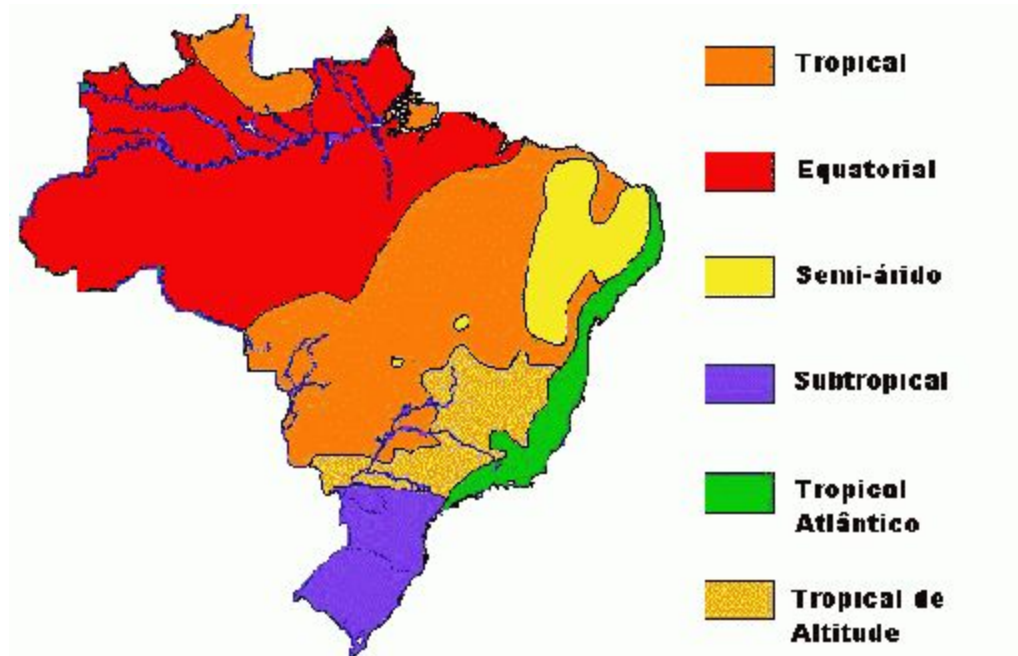 Tropical
Equatorial
Semi-árido
Subtropical
Tropical
Atlântico
Tropical de
Altitude